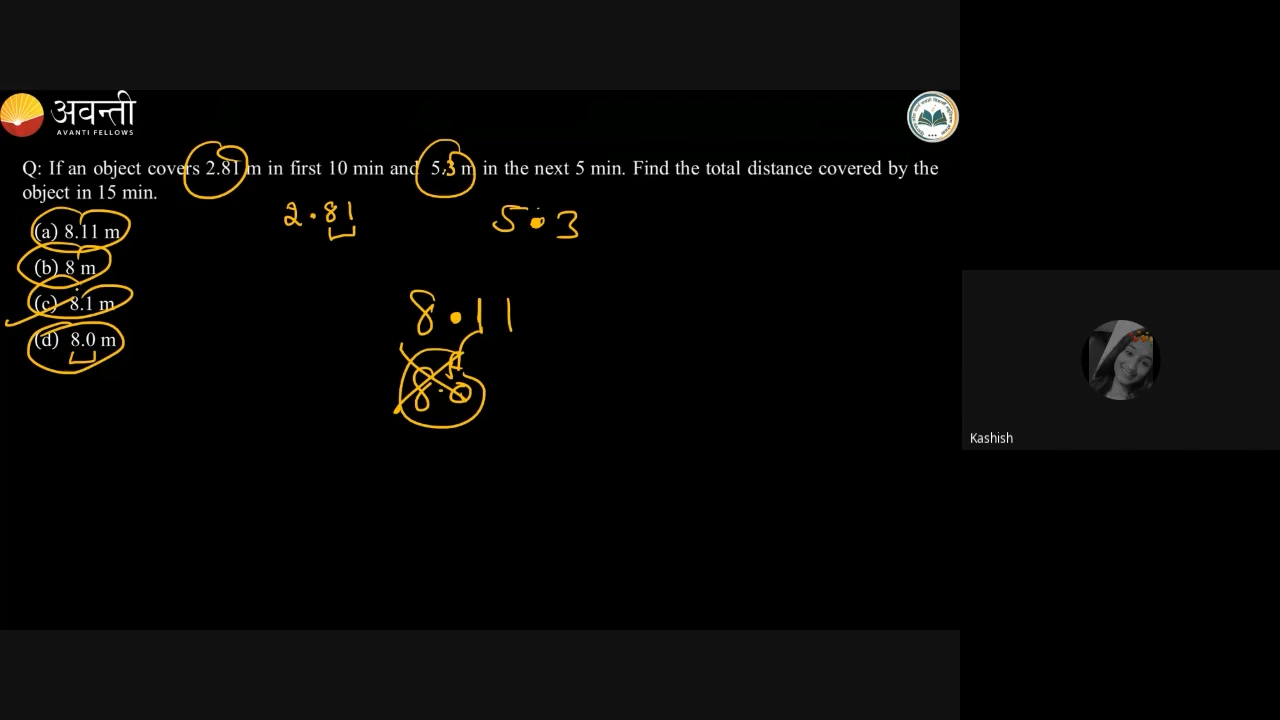 अवन्ती
AVANTI FELLOWS
Q: If an object covers 2.81 m in first 10 min and 5.3 m in the next 5 min. Find the total distance covered by the
object in 15 min.
2.81 5.3
(a) 8.11 m
(b) 8 m
(c) 8.1 m
(d) 8.0 m
8.11
8.0
Kashish